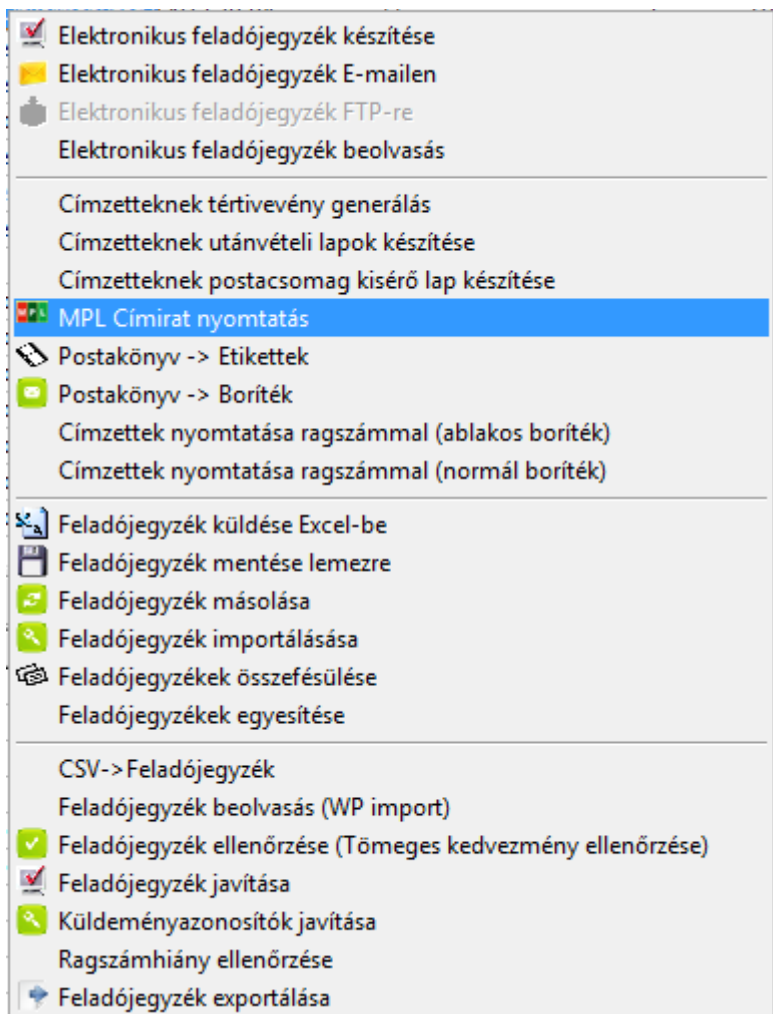 Elektronikus feladójegyzék készítése
Elektronikus feladójegyzék E-mailen
Elektronikus feladójegyzék FTP-re
Elektronikus feladójegyzék beolvasás
Címzetteknek tértivevény generálás
Címzetteknek utánvételi lapok készítése
Címzetteknek postacsomag kisérő lap készítése
MPL MPL Címirat nyomtatás
Postakönyv -> Etikettek
Postakönyv -> Boríték
Címzettek nyomtatása ragszámmal (ablakos boríték)
Címzettek nyomtatása ragszámmal (normál boríték)
Feladójegyzék küldése Excel-be
Feladójegyzék mentése lemezre
Feladójegyzék másolása
Feladójegyzék importálásása
Feladójegyzékek összefésülése
Feladójegyzékek egyesítése
CSV->Feladójegyzék
Feladójegyzék beolvasás (WP import)
Feladójegyzék ellenőrzése (Tömeges kedvezmény ellenőrzése)
Feladójegyzék javítása
Küldeményazonosítók javítása
Ragszámhiány ellenőrzése
Feladójegyzék exportálása